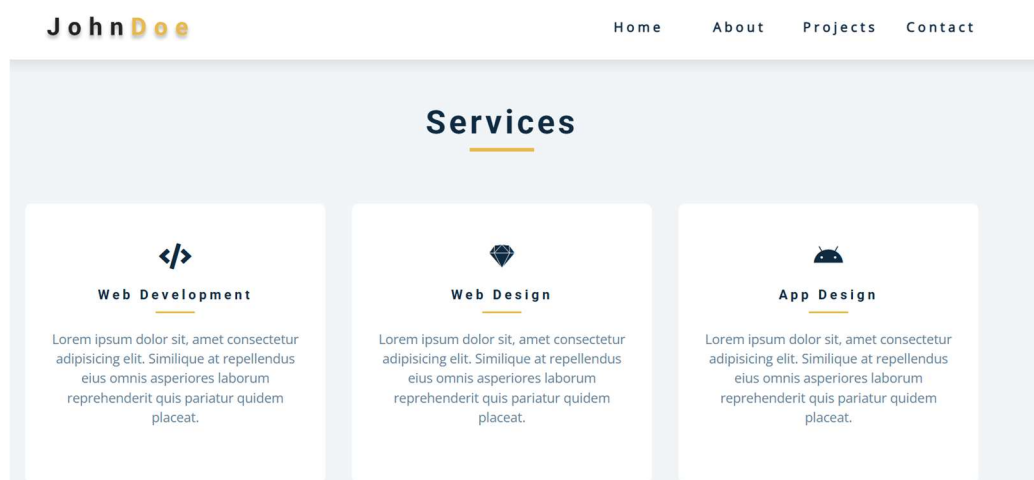 JohnDoe
Home About Projects Contact
Services
Web Development
Lorem ipsum dolor sit, amet consectetur
adipisicing elit. Similique at repellendus
eius omnis asperiores laborum
reprehenderit quis pariatur quidem
placeat.
Web Design
Lorem ipsum dolor sit, amet consectetur
adipisicing elit. Similique at repellendus
eius omnis asperiores laborum
reprehenderit quis pariatur quidem
placeat.
App Design
Lorem ipsum dolor sit, amet consectetur
adipisicing elit. Similique at repellendus
eius omnis asperiores laborum
reprehenderit quis pariatur quidem
placeat.